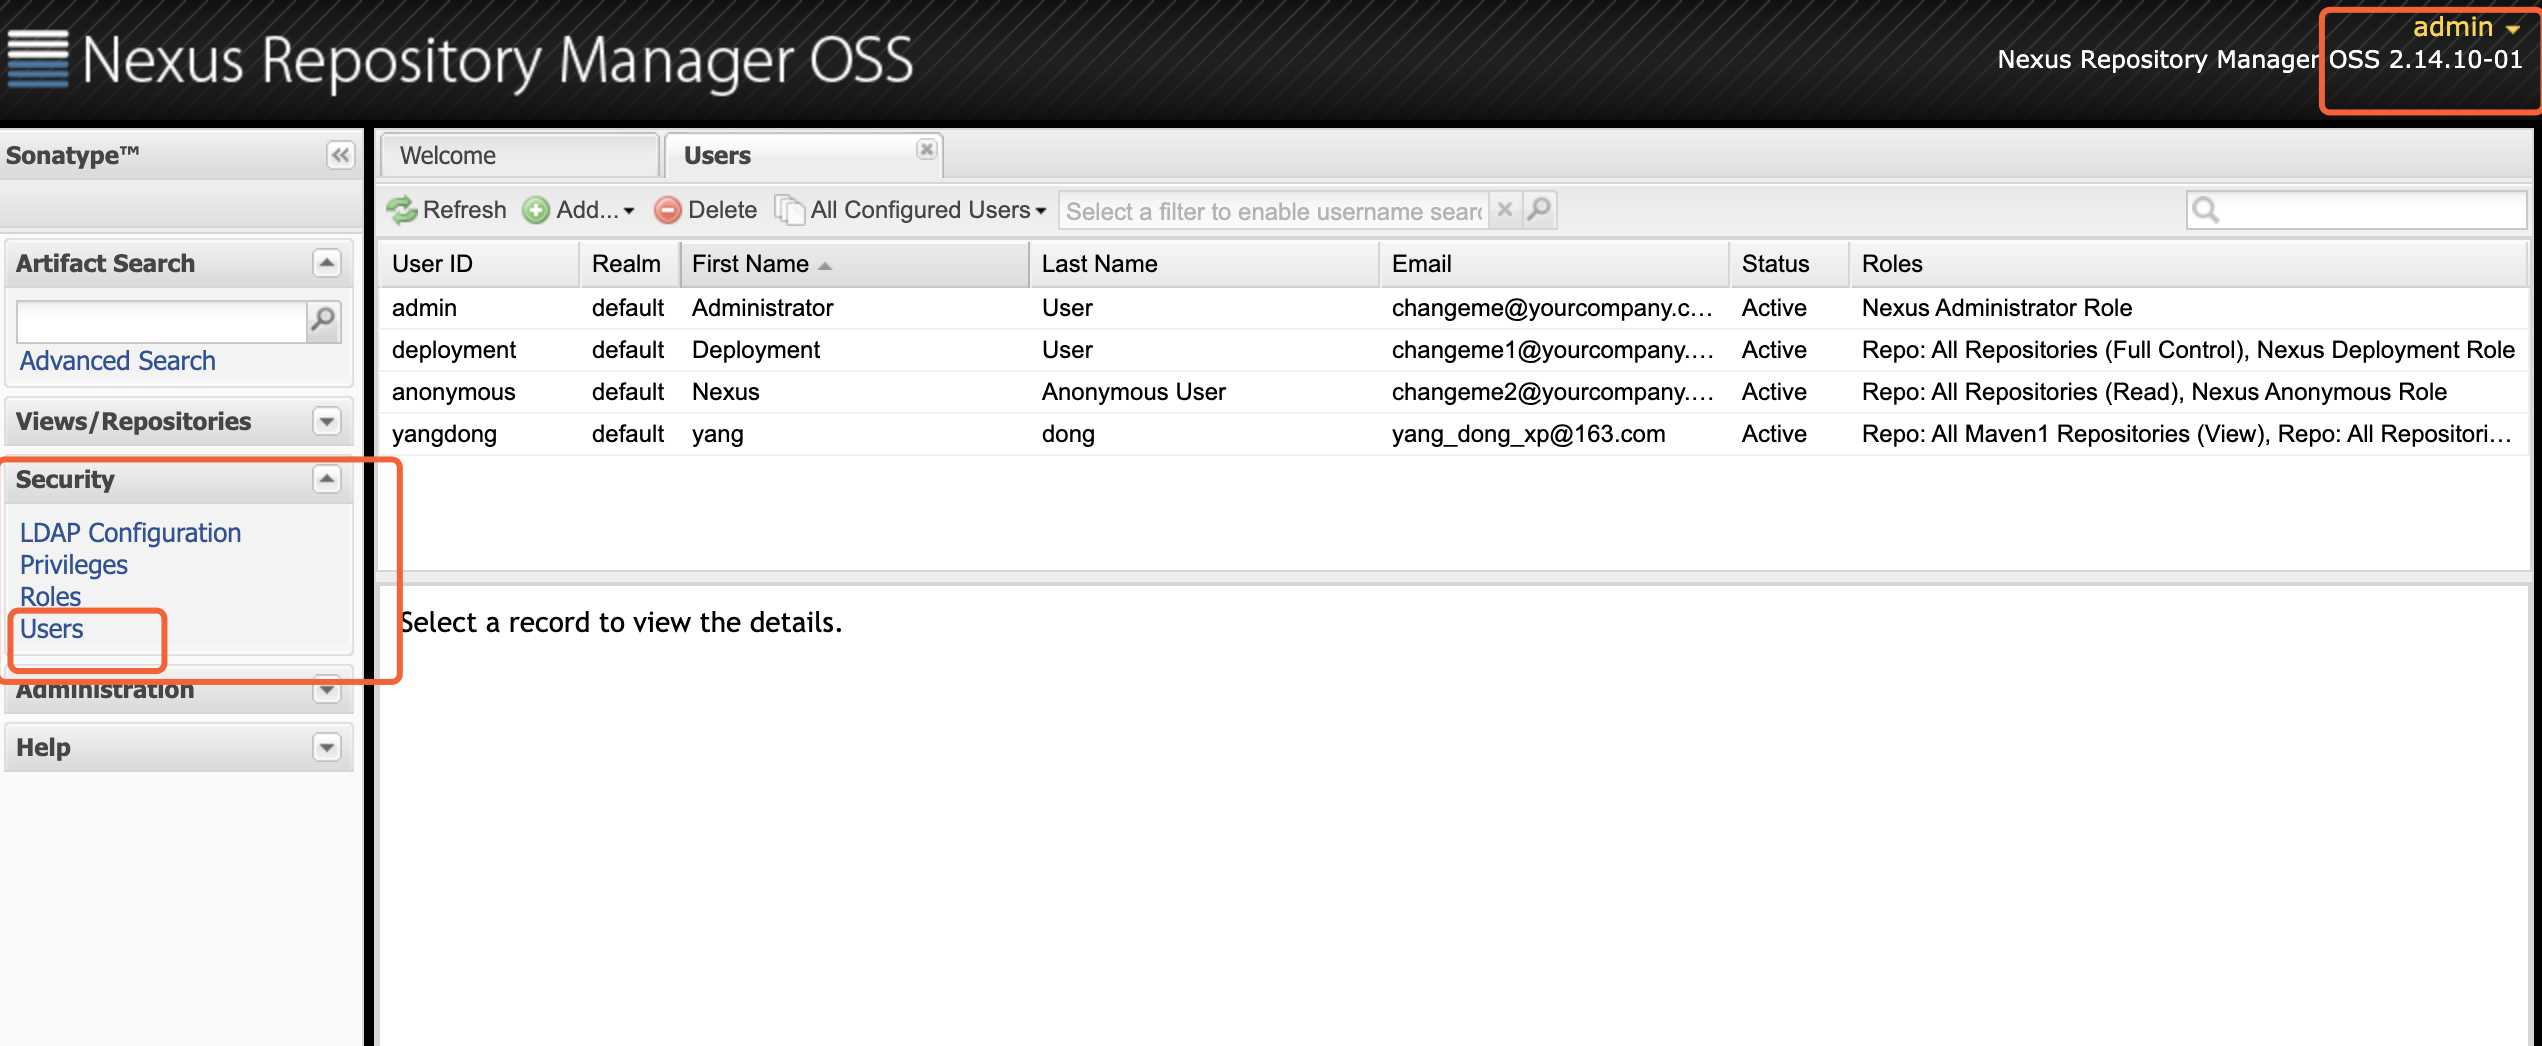 Nexus Repository Manager OSS
admin
Nexus Repository Manager OSS 2.14.10-01
Sonatype™
Welcome
Users
Refresh Add... Delete All Configured Users Select a filter to enable username sear
Artifact Search
Advanced Search
Views/Repositories
Security
LDAP Configuration
Privileges
Roles
Users
Administration
Help
User ID Realm First Name Last Name Email Status Roles
admin default Administrator User changeme@yourcompany.c... Active Nexus Administrator Role
deployment default Deployment User changeme1@yourcompany.... Active Repo: All Repositories (Full Control), Nexus Deployment Role
anonymous default Nexus Anonymous User changeme2@yourcompany.... Active Repo: All Repositories (Read), Nexus Anonymous Role
yangdong default yang dong yang_dong_xp@163.com Active Repo: All Maven1 Repositories (View), Repo: All Repositori...
Select a record to view the details.